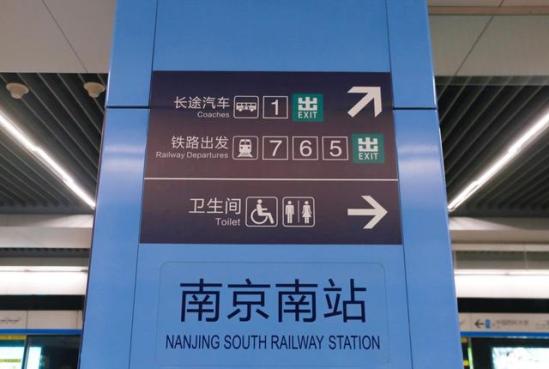 长途汽车 1 出
Coaches EXIT
铁路出发 7 6 5 出
Railway Departures EXIT
卫生间
Toilet
南京南站
NANJING SOUTH RAILWAY STATION